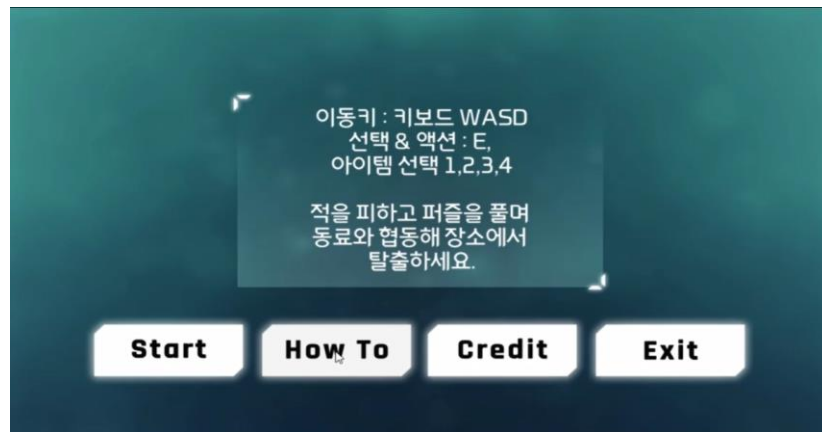 이동키 : 키보드 WASD
선택 & 액션 : E,
아이템 선택 1,2,3,4
적을 피하고 퍼즐을 풀며
동료와 협동해 장소에서
탈출하세요.
Start How To Credit Exit